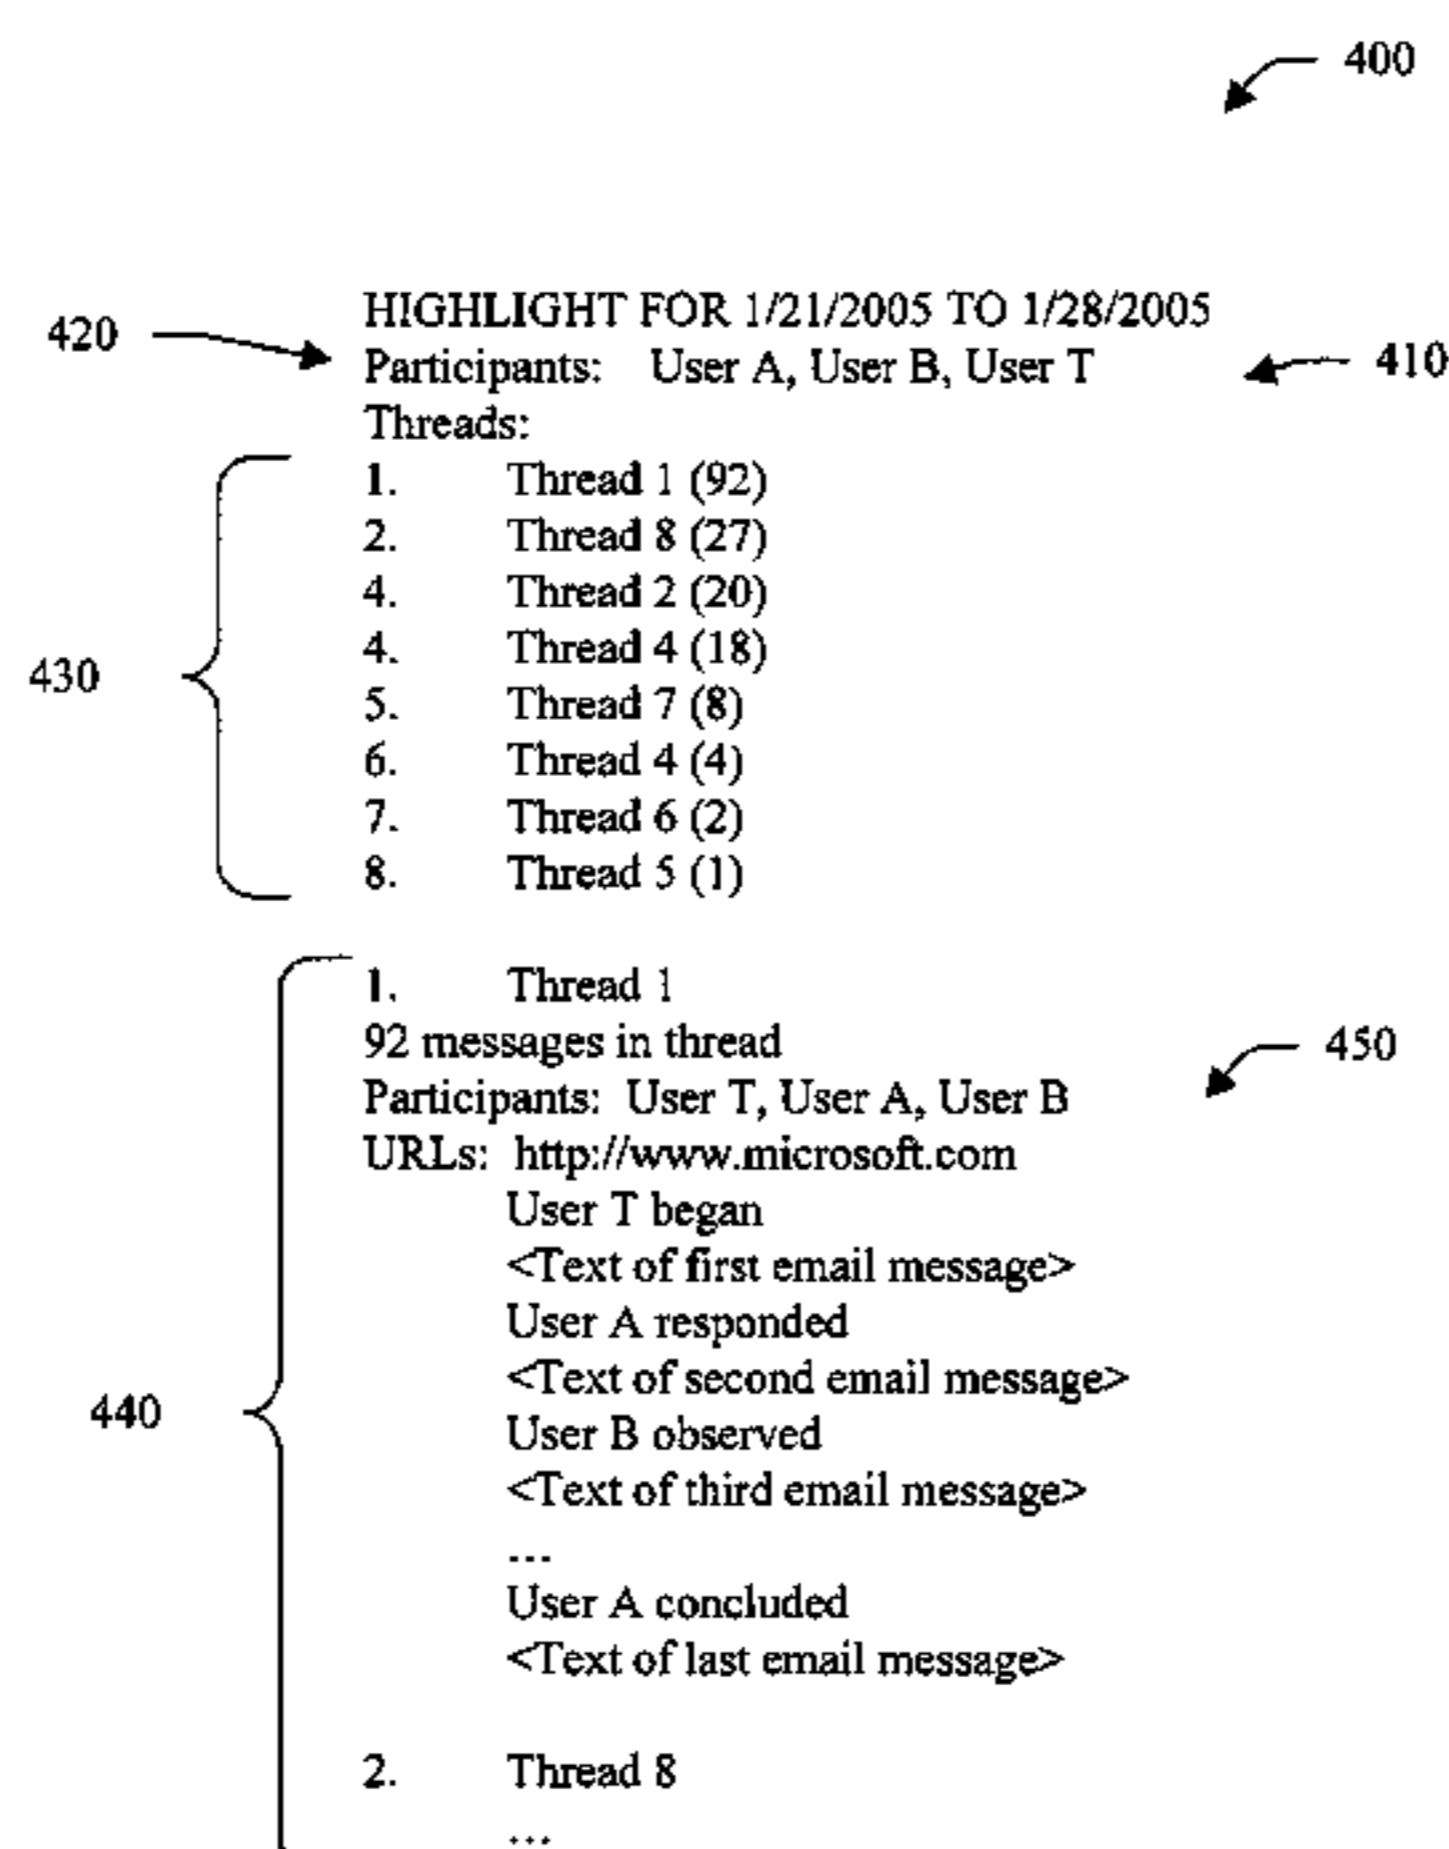 400
HIGHLIGHT FOR 1/21/2005 TO 1/28/2005
420
Participants: User A, User B, User T
410
Threads:
1. Thread 1 (92)
2. Thread 8 (27)
4. Thread 2 (20)
4. Thread 4 (18)
430
5. Thread 7 (8)
6. Thread 4 (4)
7. Thread 6 (2)
8. Thread 5 (1)
1. Thread 1
92 messages in thread
450
Participants: User T, User A, User B
URLs: http://www.microsoft.com
User T began
<Text of first email message>
User A responded
<Text of second email message>
440
User B observed
<Text of third email message>
...
User A concluded
<Text of last email message>
2. Thread 8
...